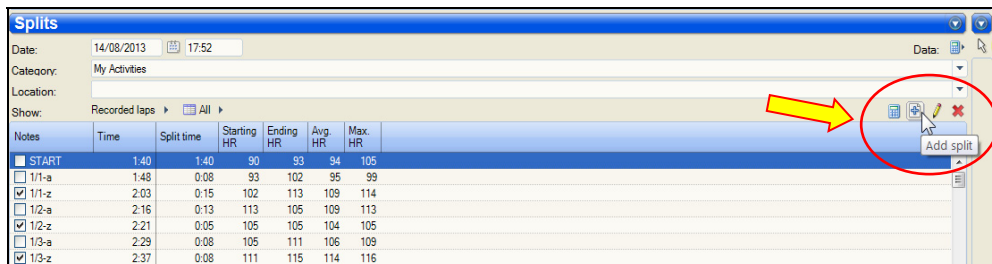 Splits
Date: 14/08/2013 17:52 Data:
Category: My Activities
Location:
Show: Recorded laps All
Notes Time Split time Starting HR Ending HR Avg. HR Max. HR
Add split
START 1:40 1:40 90 93 94 105
1/1-a 1:48 0:08 93 102 95 99
1/1-z 2:03 0:15 102 113 109 114
1/2-a 2:16 0:13 113 105 109 113
1/2-z 2:21 0:05 105 105 104 105
1/3-a 2:29 0:08 105 111 106 109
1/3-z 2:37 0:08 111 115 114 116